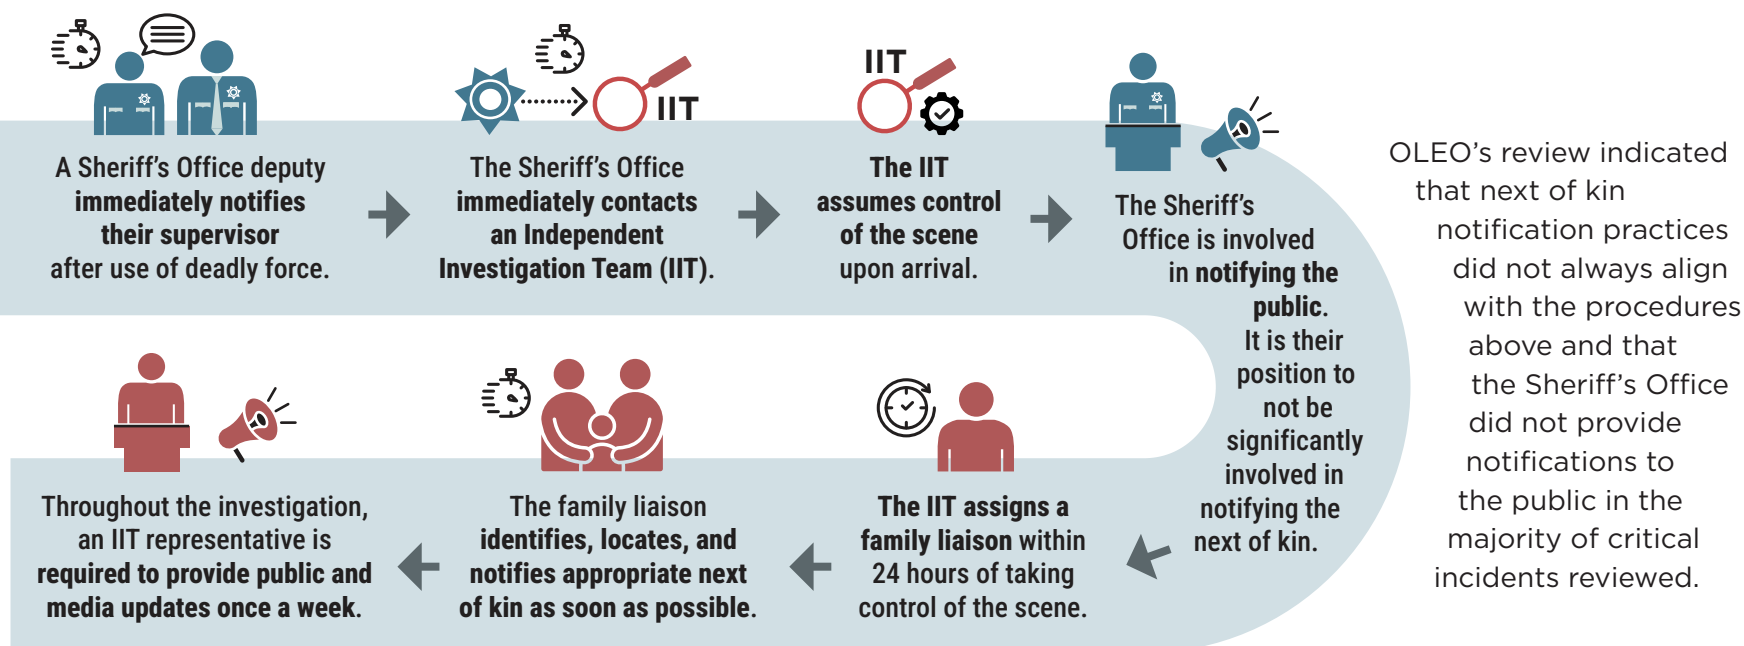 IIT
IIT
A Sheriff's Office deputy
immediately notifies
their supervisor
after use of deadly force.
The Sheriff's Office
immediately contacts
an Independent
Investigation Team (IIT).
The IIT
assumes control
of the scene
upon arrival.
The Sheriff's
Office is involved
in notifying the
public.
It is their
position to
not be
significantly
involved in
notifying the
next of kin.
The IIT assigns a
family liaison within
24 hours of taking
control of the scene.
The family liaison
identifies, locates, and
notifies appropriate next
of kin as soon as possible.
Throughout the investigation,
an IIT representative is
required to provide public and
media updates once a week.
OLEO's review indicated
that next of kin
notification practices
did not always align
with the procedures
above and that
the Sheriff's Office
did not provide
notifications to
the public in the
majority of critical
incidents reviewed.